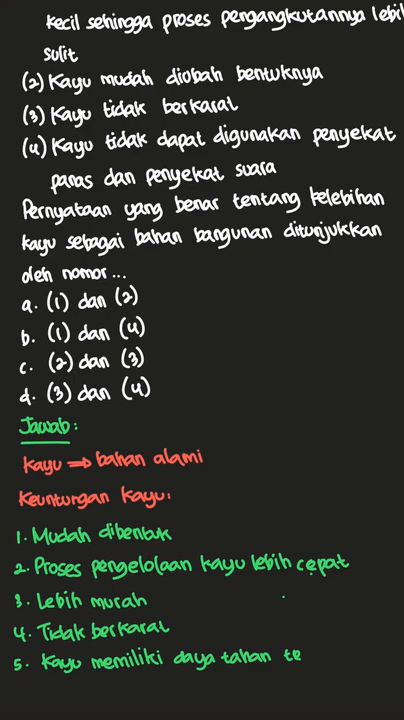 kecil sehingga proses pengangkutannya lebih
sulit
(2) Kayu mudah diubah bentuknya
(3) Kayu tidak berkarat
(4) Kayu tidak dapat digunakan penyekat
panas dan penyekat suara
Pernyataan yang benar tentang kelebihan
kayu sebagai bahan bangunan ditunjukkan
oleh nomor...
a. (1) dan (2)
b. (1) dan (4)
c. (2) dan (3)
d. (3) dan (4)
Jawab:
kayu ⇒ bahan alami
Keuntungan kayu:
1. Mudah dibentuk
2. Proses pengelolaan kayu lebih cepat
3. Lebih murah
4. Tidak berkarat
5. Kayu memiliki daya tahan te